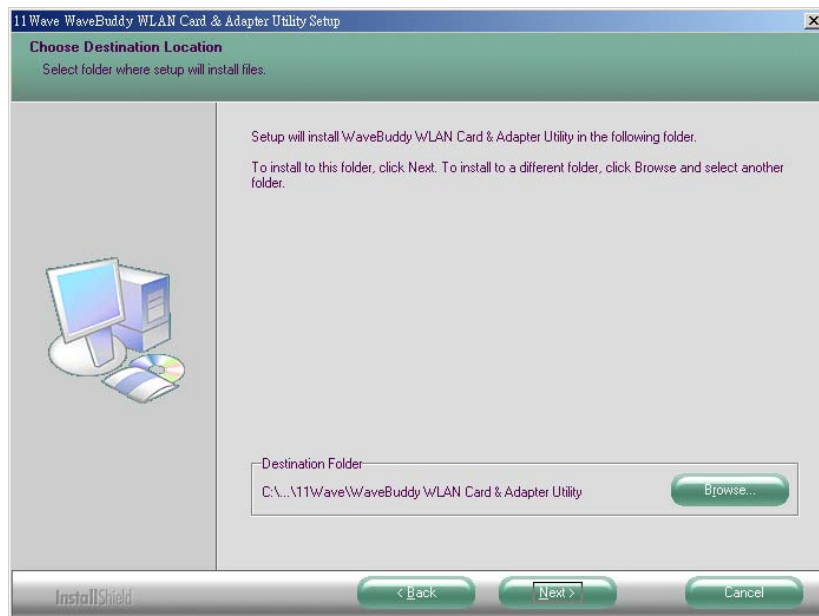 11Wave WaveBuddy WLAN Card & Adapter Utility Setup
Choose Destination Location
Select folder where setup will install files.
Setup will install WaveBuddy WLAN Card & Adapter Utility in the following folder.
To install to this folder, click Next. To install to a different folder, click Browse and select another
folder.
Destination Folder
C:\...\11Wave\WaveBuddy WLAN Card & Adapter Utility
Browse...
InstallShield
< Back
Next >
Cancel